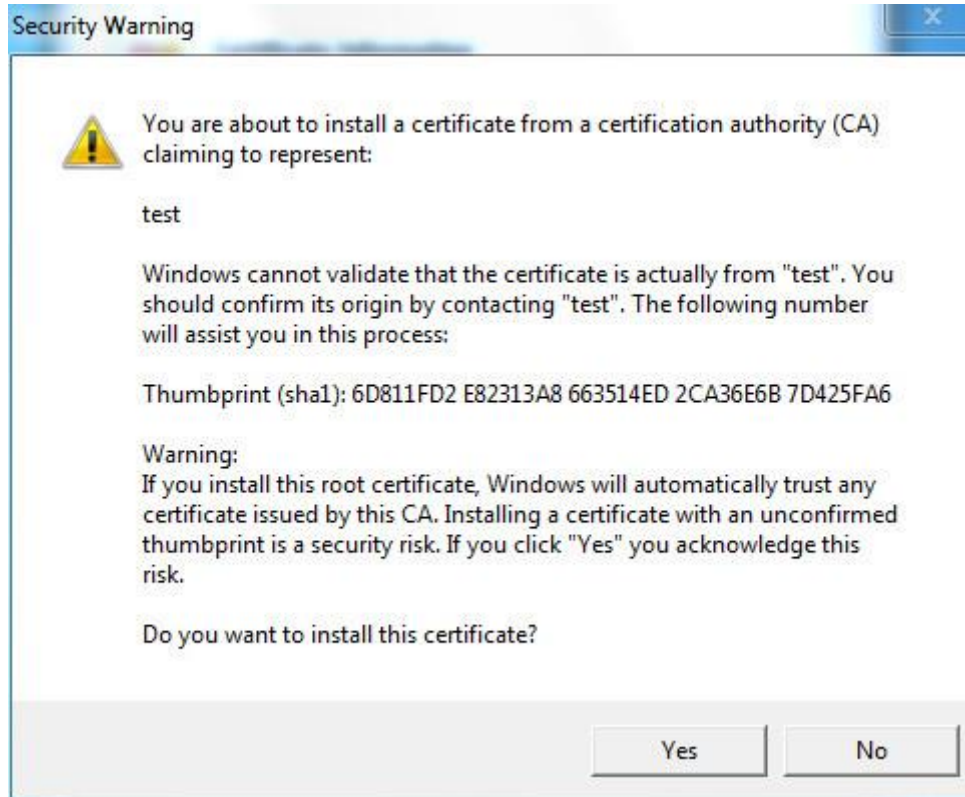 Security Warning
You are about to install a certificate from a certification authority (CA)
claiming to represent:
test
Windows cannot validate that the certificate is actually from "test". You
should confirm its origin by contacting "test". The following number
will assist you in this process:
Thumbprint (sha1): 6D811FD2 E82313A8 663514ED 2CA36E6B 7D425FA6
Warning:
If you install this root certificate, Windows will automatically trust any
certificate issued by this CA. Installing a certificate with an unconfirmed
thumbprint is a security risk. If you click "Yes" you acknowledge this
risk.
Do you want to install this certificate?
Yes
No